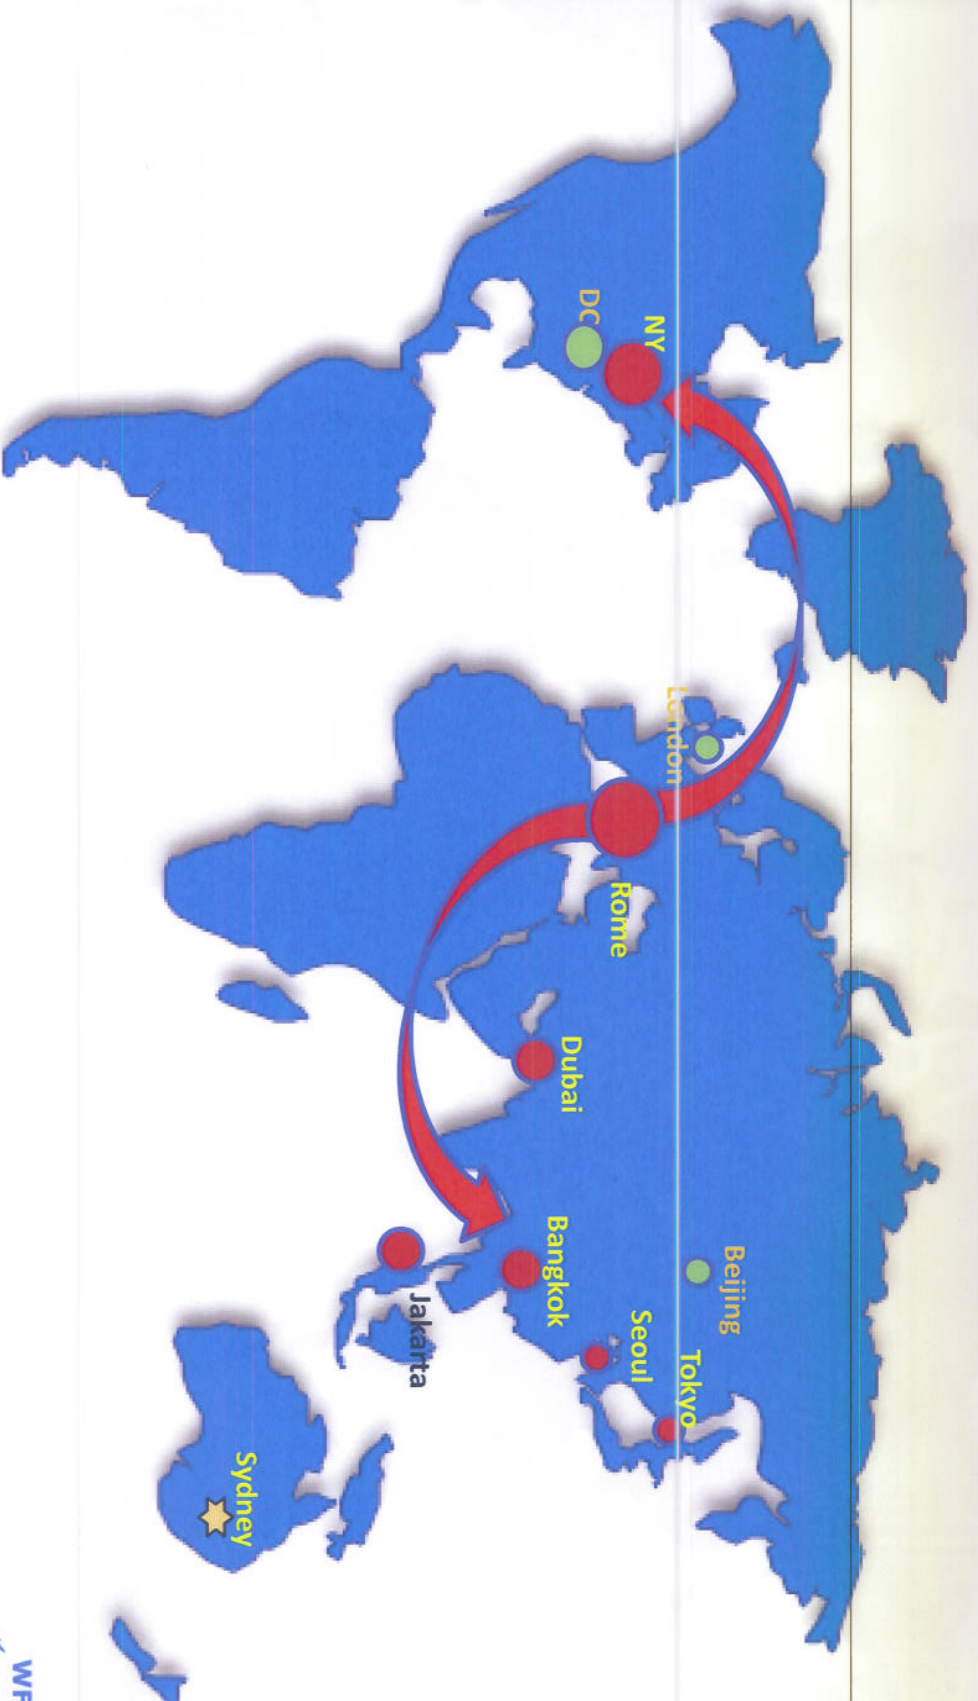 NY
DC
London
Rome
Dubai
Beijing
Bangkok
Seoul
Tokyo
Jakarta
Sydney